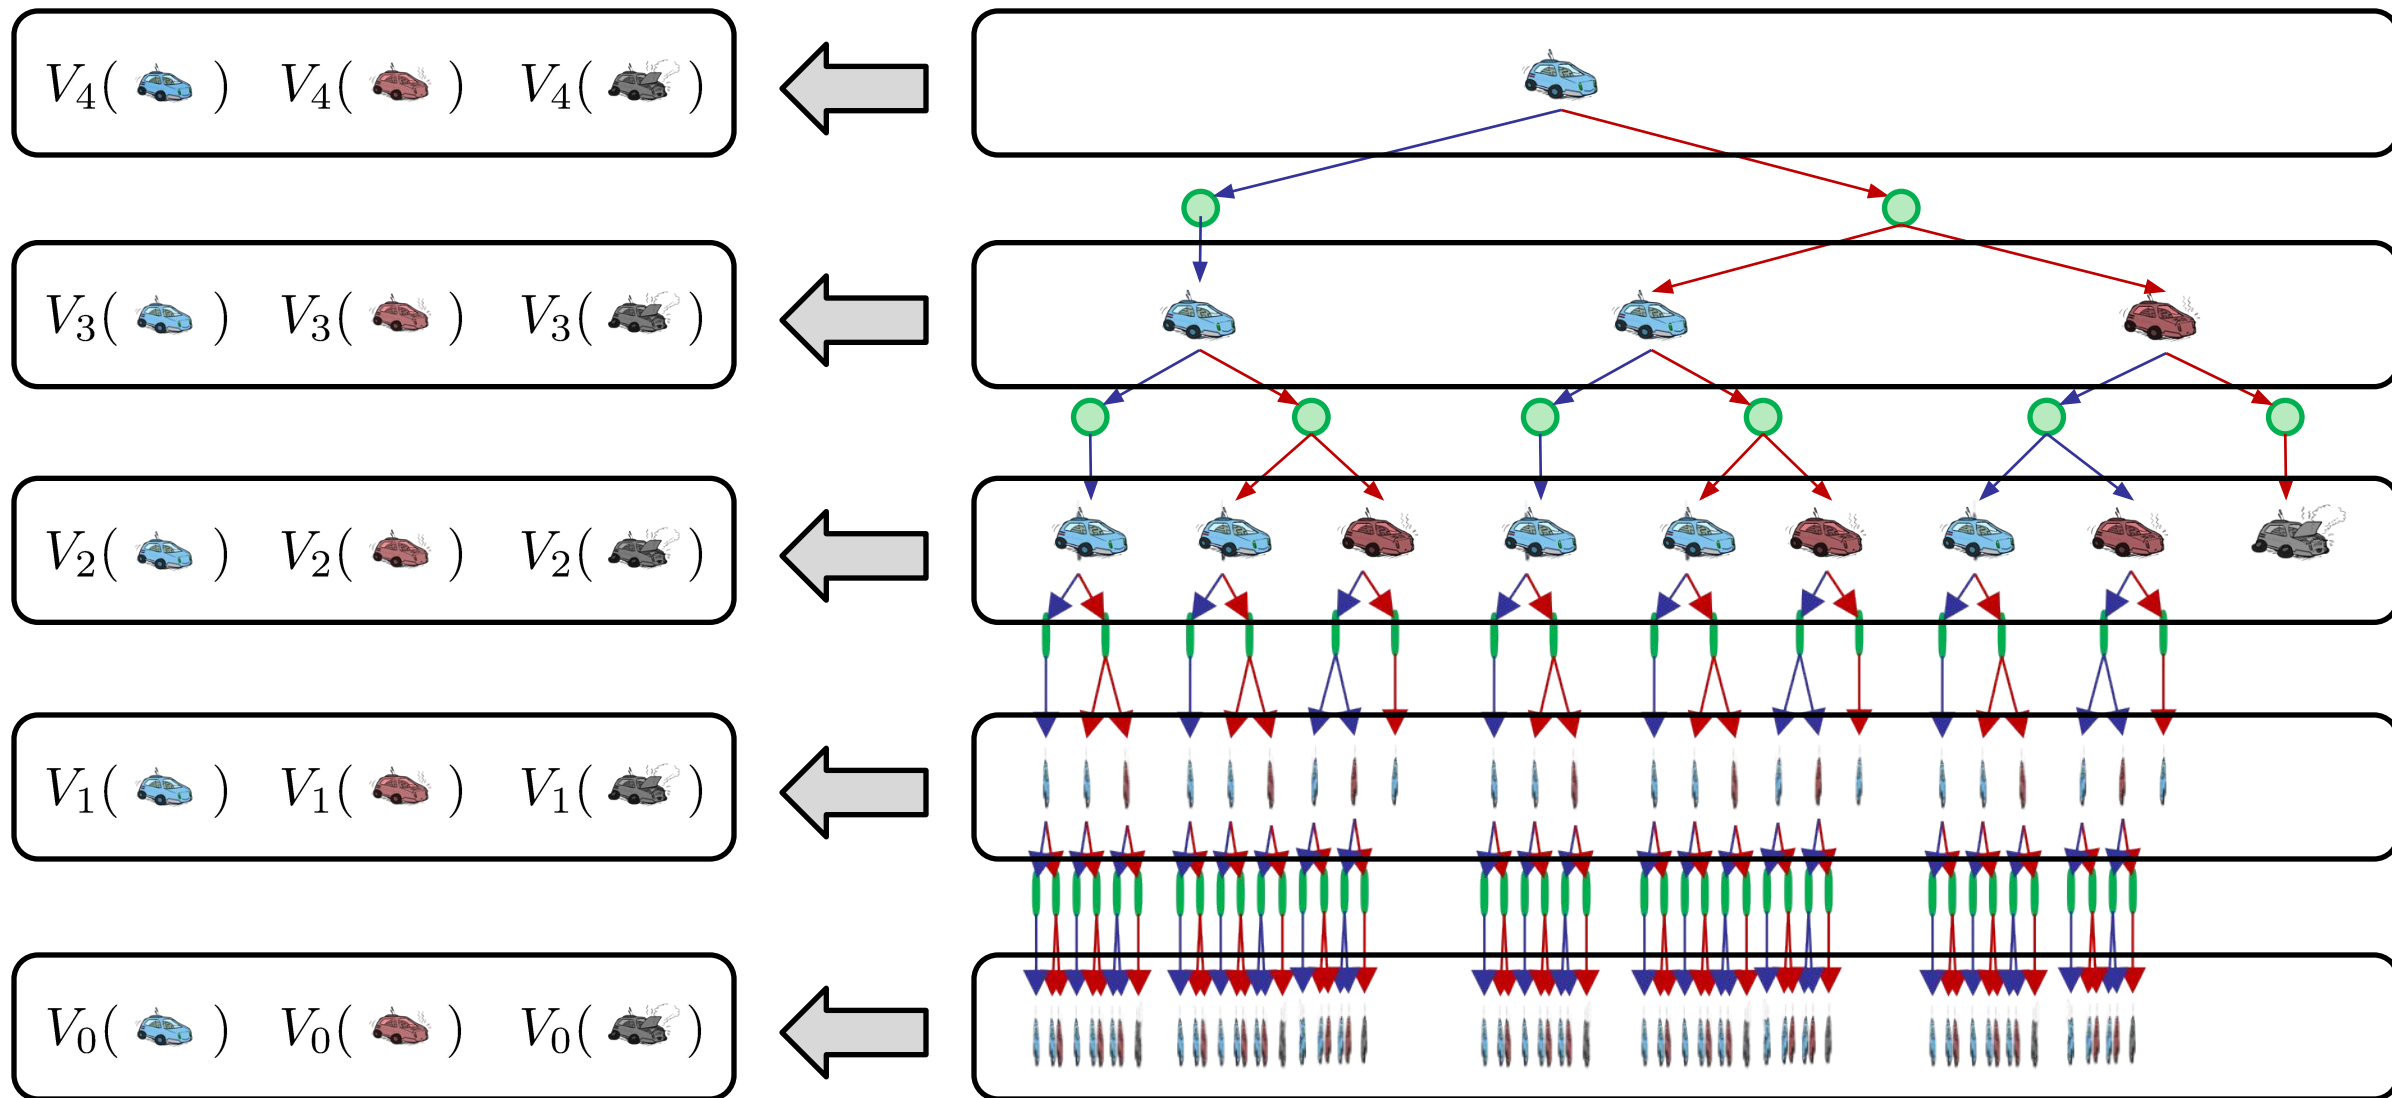 V4( ) V4( ) V4( )
V3( ) V3( ) V3( )
V2( ) V2( ) V2( )
V1( ) V1( ) V1( )
V0( ) V0( ) V0( )